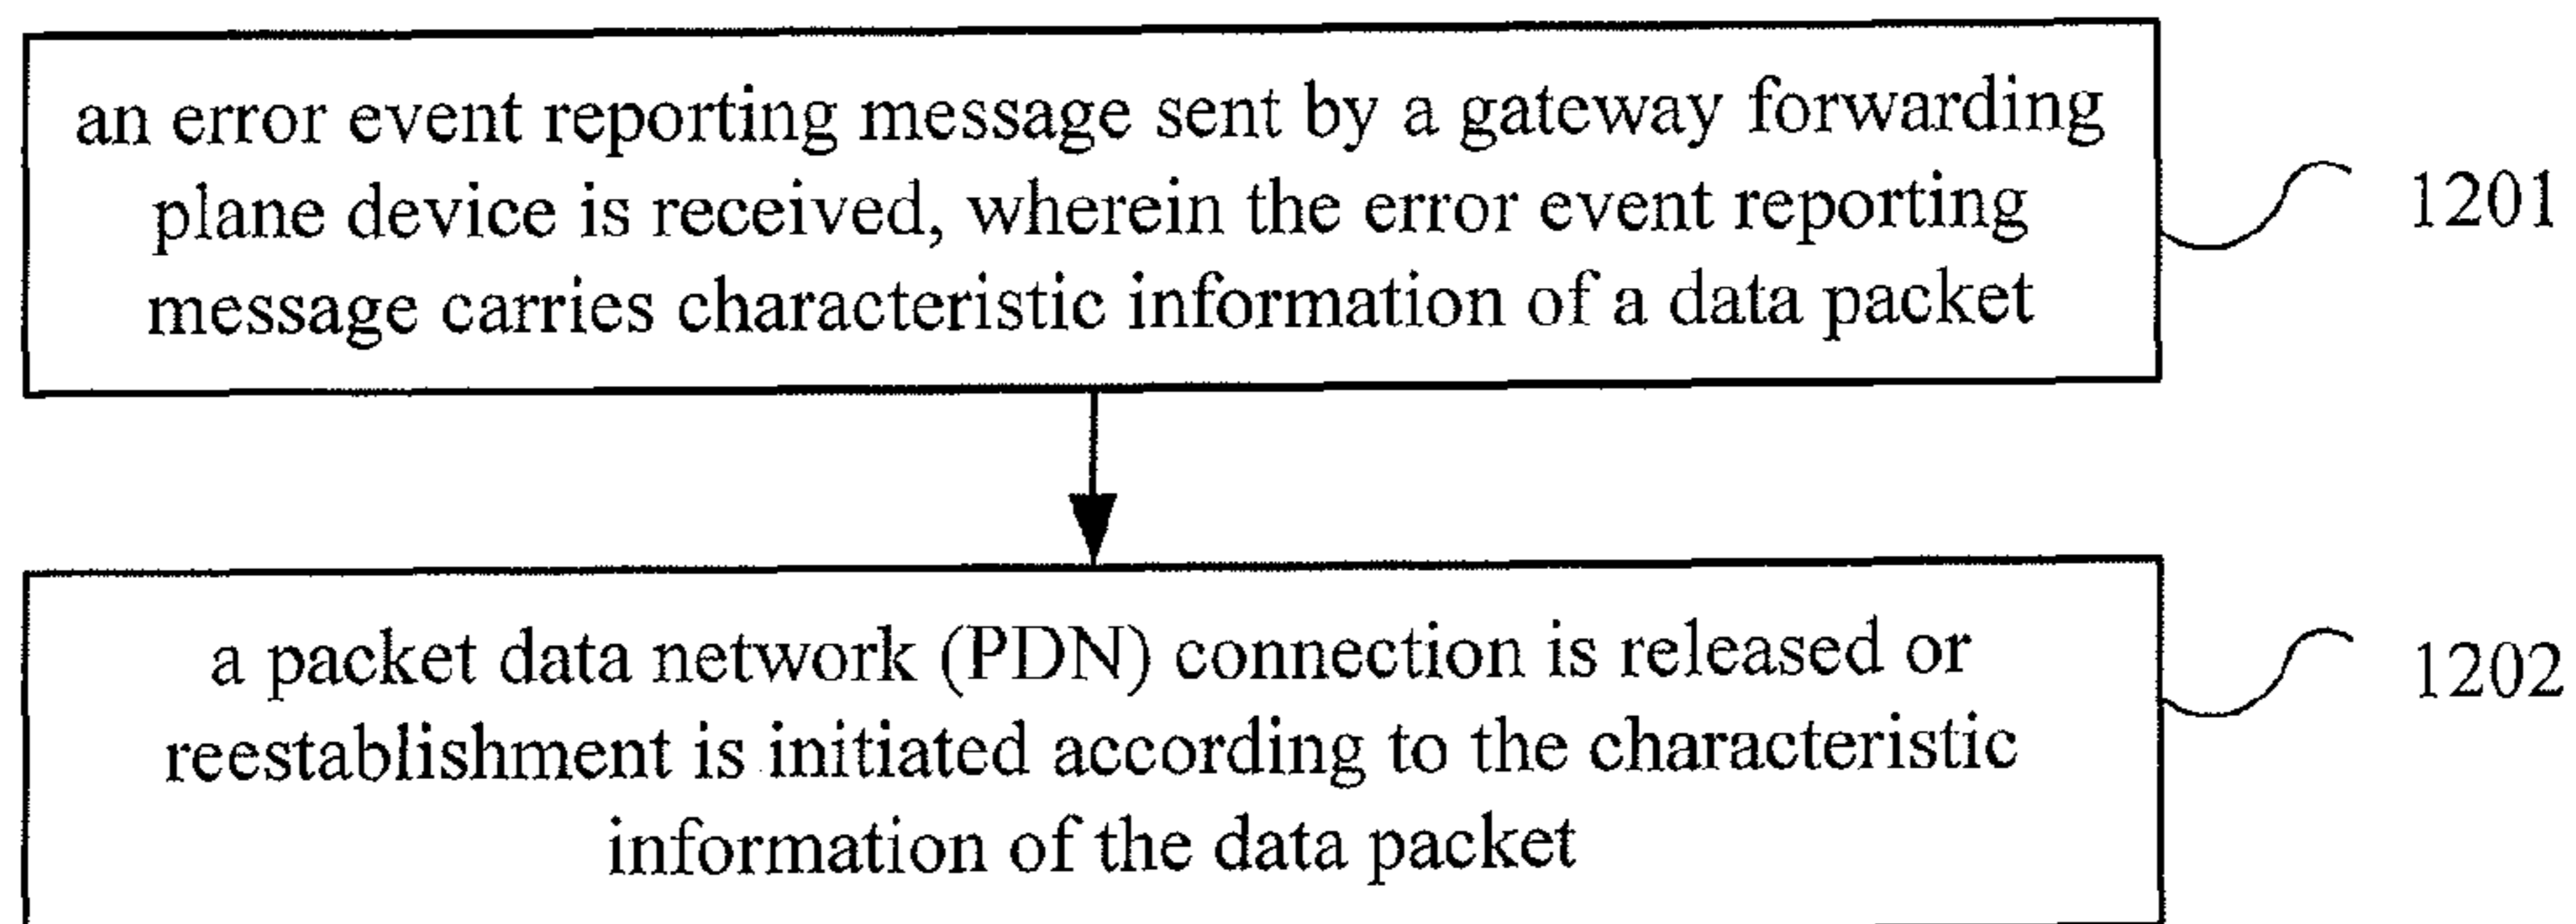 an error event reporting message sent by a gateway forwarding
plane device is received, wherein the error event reporting
message carries characteristic information of a data packet
1201
a packet data network (PDN) connection is released or
reestablishment is initiated according to the characteristic
information of the data packet
1202